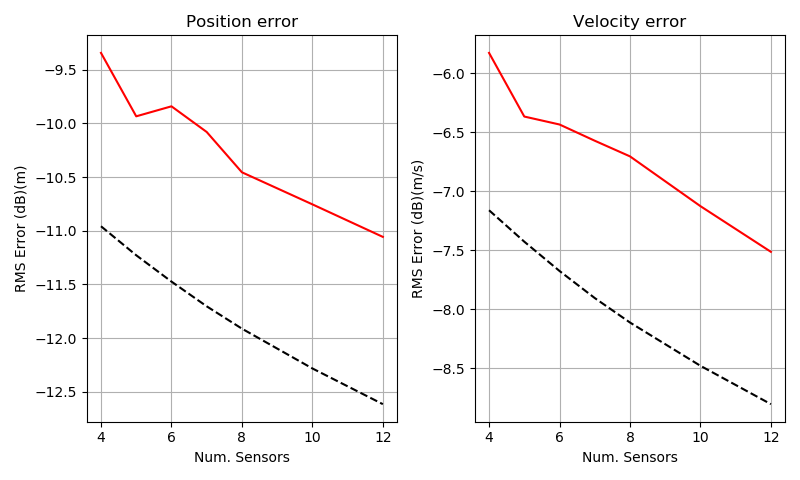 Position error
−9.5
−10.0
−10.5
−11.0
−11.5
−12.0
−12.5
RMS Error (dB)(m)
4 6 8 10 12
Num. Sensors
Velocity error
−6.0
−6.5
−7.0
−7.5
−8.0
−8.5
RMS Error (dB)(m/s)
4 6 8 10 12
Num. Sensors